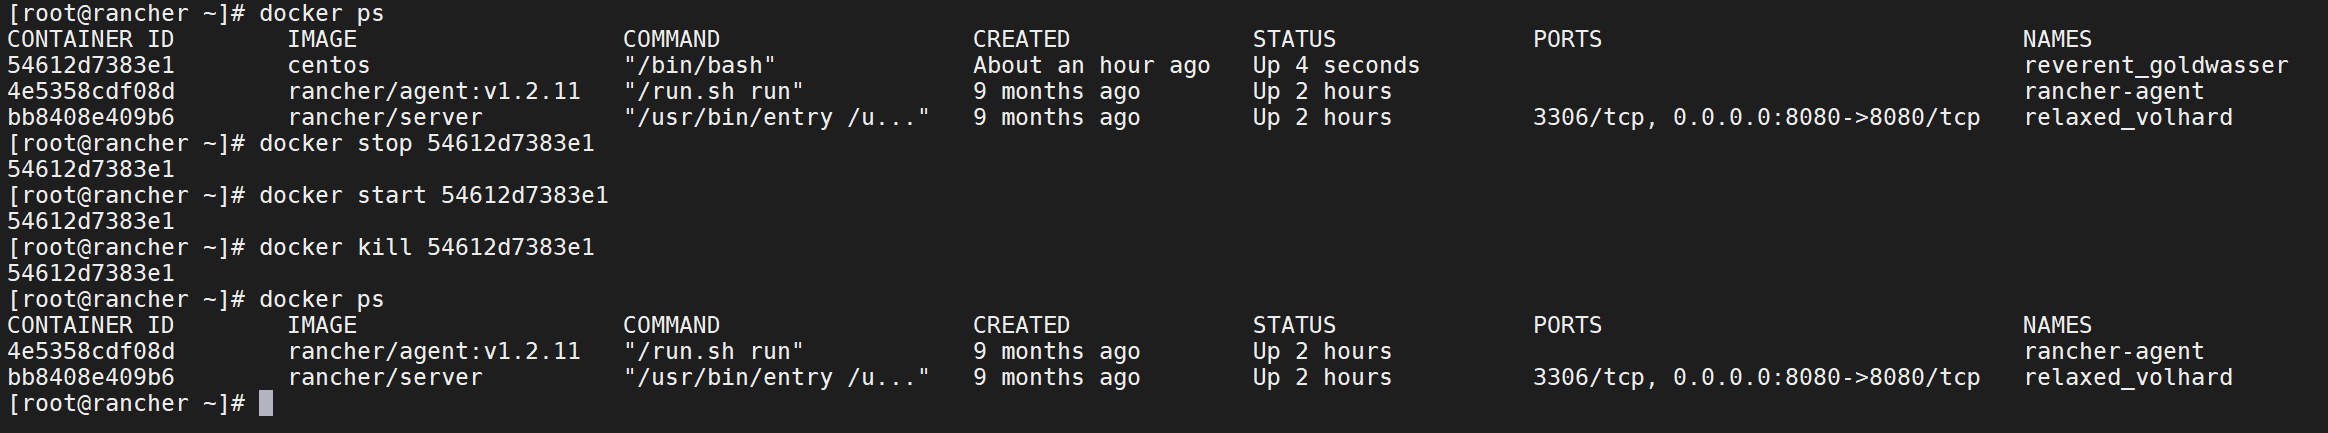 [root@rancher ~]# docker ps
CONTAINER ID        IMAGE                   COMMAND                  CREATED             STATUS              PORTS                              NAMES
54612d7383e1        centos                  "/bin/bash"              About an hour ago   Up 4 seconds                                           reverent_goldwasser
4e5358cdf08d        rancher/agent:v1.2.11   "/run.sh run"            9 months ago        Up 2 hours                                             rancher-agent
bb8408e409b6        rancher/server          "/usr/bin/entry /u..."   9 months ago        Up 2 hours          3306/tcp, 0.0.0.0:8080->8080/tcp   relaxed_volhard
[root@rancher ~]# docker stop 54612d7383e1
54612d7383e1
[root@rancher ~]# docker start 54612d7383e1
54612d7383e1
[root@rancher ~]# docker kill 54612d7383e1
54612d7383e1
[root@rancher ~]# docker ps
CONTAINER ID        IMAGE                   COMMAND                  CREATED             STATUS              PORTS                              NAMES
4e5358cdf08d        rancher/agent:v1.2.11   "/run.sh run"            9 months ago        Up 2 hours                                             rancher-agent
bb8408e409b6        rancher/server          "/usr/bin/entry /u..."   9 months ago        Up 2 hours          3306/tcp, 0.0.0.0:8080->8080/tcp   relaxed_volhard
[root@rancher ~]#